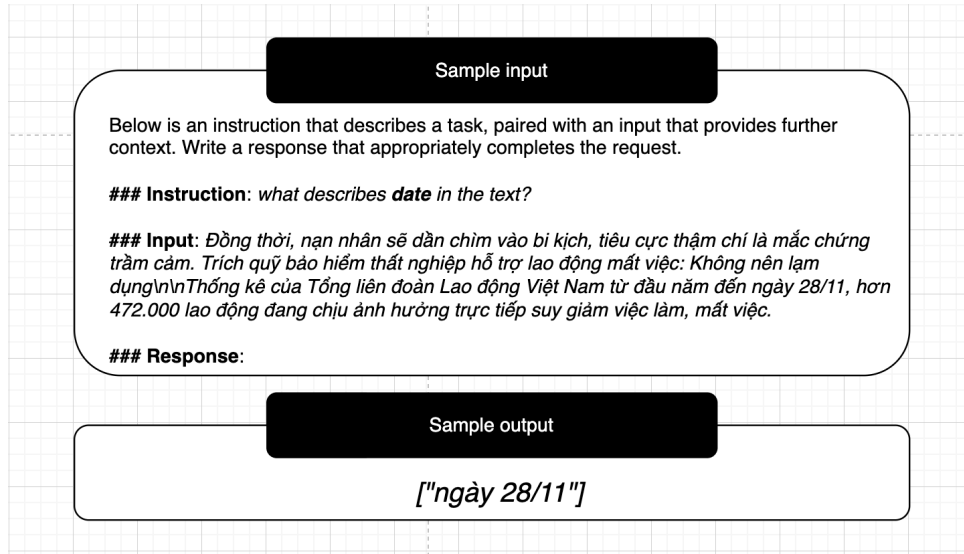 Sample input
Below is an instruction that describes a task, paired with an input that provides further
context. Write a response that appropriately completes the request.
### Instruction: what describes date in the text?
### Input: Đồng thời, nạn nhân sẽ dần chìm vào bi kịch, tiêu cực thậm chí là mắc chứng
trầm cảm. Trích quỹ bảo hiểm thất nghiệp hỗ trợ lao động mất việc: Không nên lạm
dụng\n\nThống kê của Tổng liên đoàn Lao động Việt Nam từ đầu năm đến ngày 28/11, hơn
472.000 lao động đang chịu ảnh hưởng trực tiếp suy giảm việc làm, mất việc.
### Response:
Sample output
["ngày 28/11"]